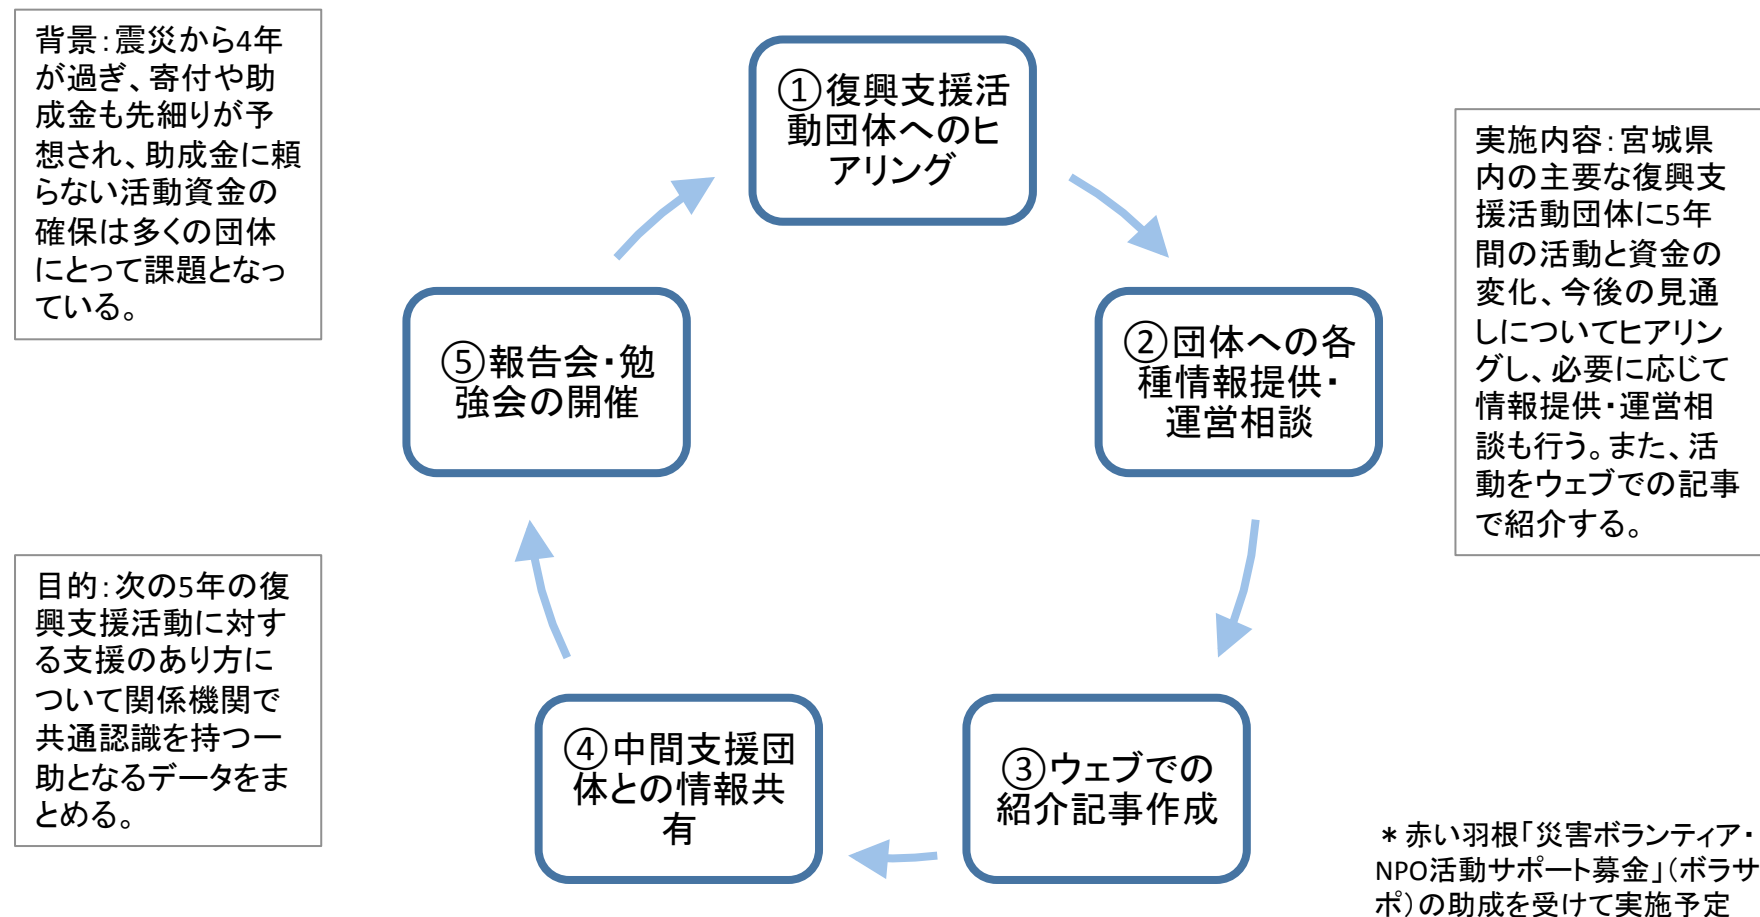 背景：震災から4年
が過ぎ、寄付や助
成金も先細りが予
想され、助成金に頼
らない活動資金の
確保は多くの団体
にとって課題となっ
ている。
①復興支援活
動団体へのヒ
アリング
実施内容：宮城県
内の主要な復興支
援活動団体に5年
間の活動と資金の
変化、今後の見通
しについてヒアリン
グし、必要に応じて
情報提供・運営相
談も行う。また、活
動をウェブでの記事
で紹介する。
②団体への各
種情報提供・
運営相談
③ウェブでの
紹介記事作成
④中間支援団
体との情報共
有
⑤報告会・勉
強会の開催
目的：次の5年の復
興支援活動に対す
る支援のあり方に
ついて関係機関で
共通認識を持つ一
助となるデータをま
とめる。
＊赤い羽根「災害ボランティア・
NPO活動サポート募金」（ボラサ
ポ）の助成を受けて実施予定